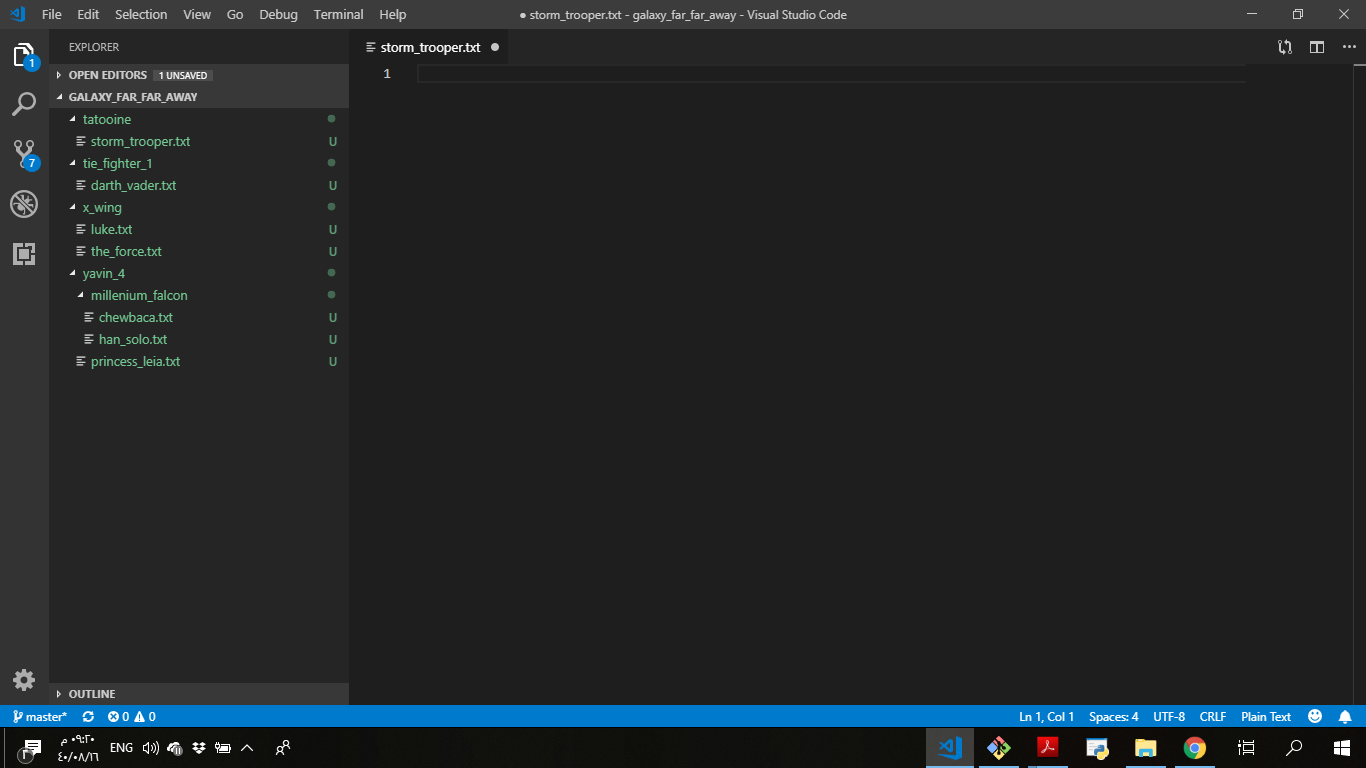 File Edit Selection View Go Debug Terminal Help
● storm_trooper.txt - galaxy_far_far_away - Visual Studio Code
EXPLORER
storm_trooper.txt
1
OPEN EDITORS 1 UNSAVED
GALAXY_FAR_FAR_AWAY
tatooine
storm_trooper.txt U
tie_fighter_1
darth_vader.txt U
x_wing
luke.txt U
the_force.txt U
yavin_4
millenium_falcon
chewbaca.txt U
han_solo.txt U
princess_leia.txt U
1
7
OUTLINE
master* 0 0
Ln 1, Col 1 Spaces: 4 UTF-8 CRLF Plain Text
٠٩:٢٠ م
٤٠/٠٨/١٦
ENG
٣